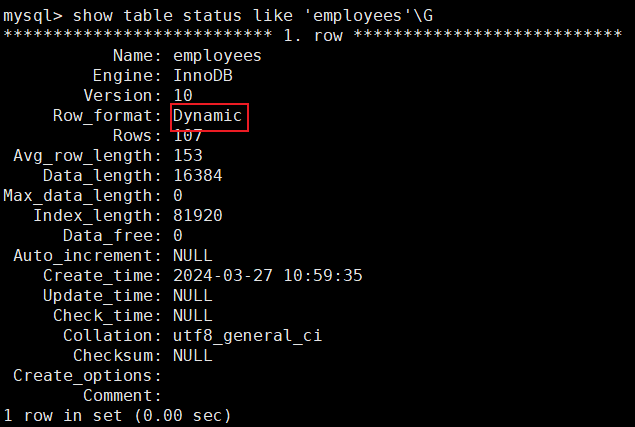 mysql> show table status like 'employees'\G
*************************** 1. row ***************************
Name: employees
Engine: InnoDB
Version: 10
Row_format: Dynamic
Rows: 107
Avg_row_length: 153
Data_length: 16384
Max_data_length: 0
Index_length: 81920
Data_free: 0
Auto_increment: NULL
Create_time: 2024-03-27 10:59:35
Update_time: NULL
Check_time: NULL
Collation: utf8_general_ci
Checksum: NULL
Create_options:
Comment:
1 row in set (0.00 sec)